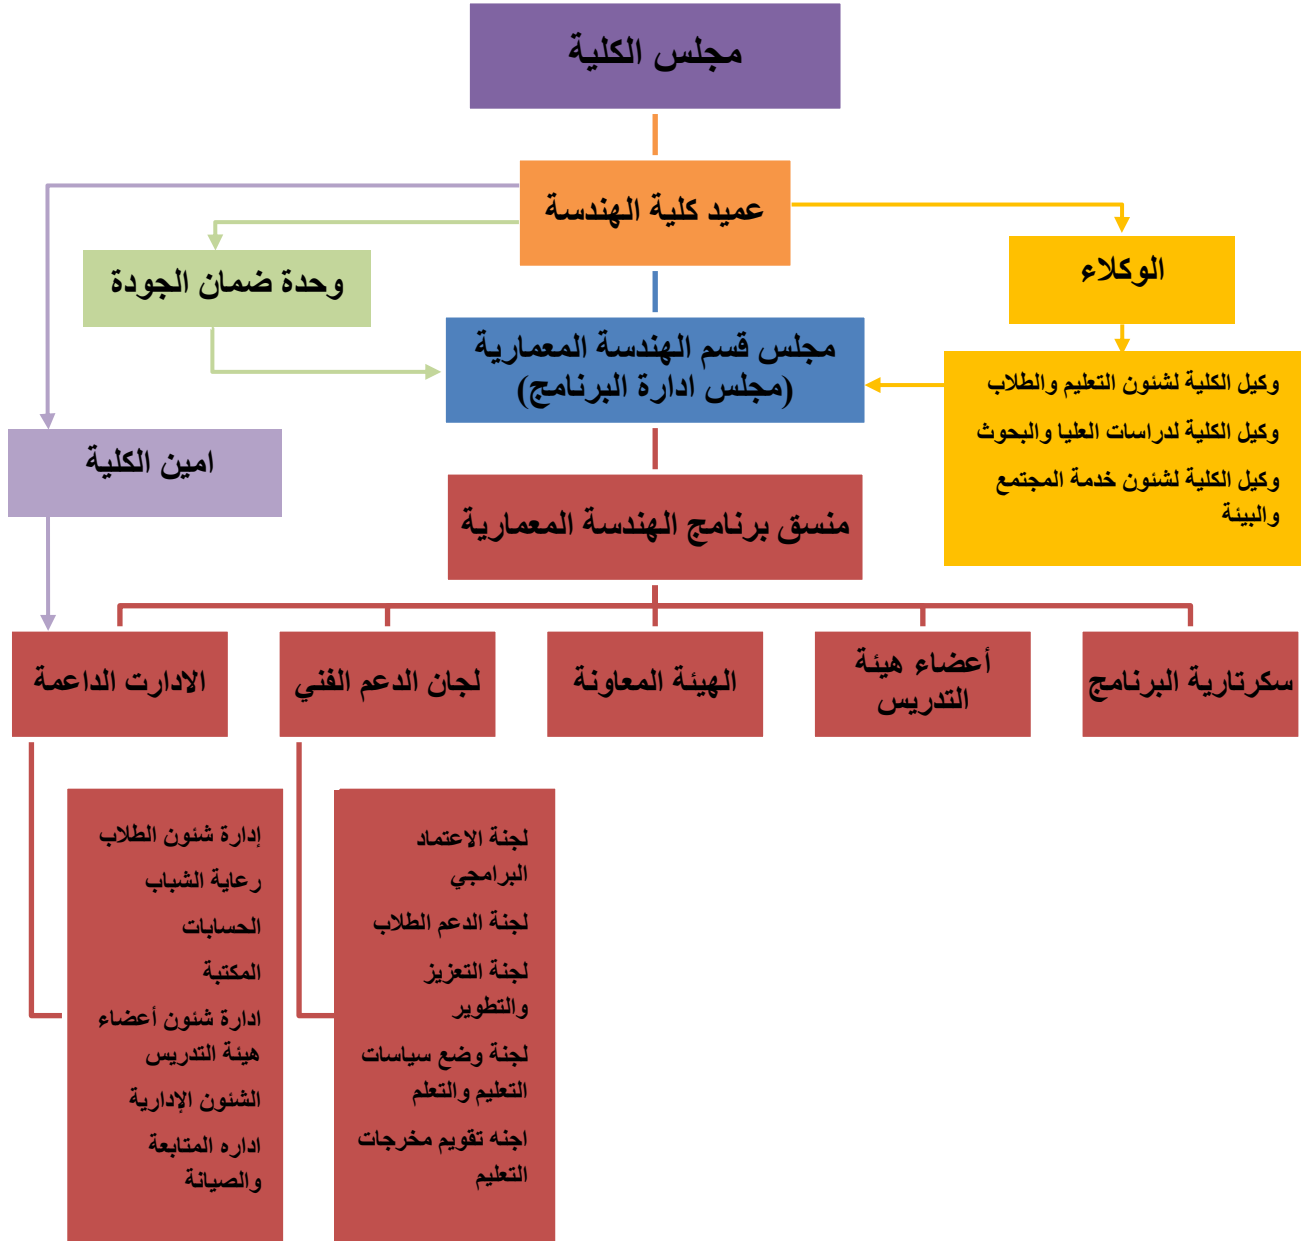 مجلس الكلية
عميد كلية الهندسة
الوكلاء
وحدة ضمان الجودة
مجلس قسم الهندسة المعمارية
(مجلس ادارة البرنامج)
وكيل الكلية لشئون التعليم والطلاب
وكيل الكلية لدراسات العليا والبحوث
وكيل الكلية لشئون خدمة المجتمع
والبيئة
امين الكلية
منسق برنامج الهندسة المعمارية
سكرتارية البرنامج
أعضاء هيئة
التدريس
الهيئة المعاونة
لجان الدعم الفني
الادارت الداعمة
لجنة الاعتماد
البرامجي
لجنة الدعم الطلاب
لجنة التعزيز
والتطوير
لجنة وضع سياسات
التعليم والتعلم
اجنه تقويم مخرجات
التعليم
إدارة شئون الطلاب
رعاية الشباب
الحسابات
المكتبة
ادارة شئون أعضاء
هيئة التدريس
الشئون الإدارية
اداره المتابعة
والصيانة